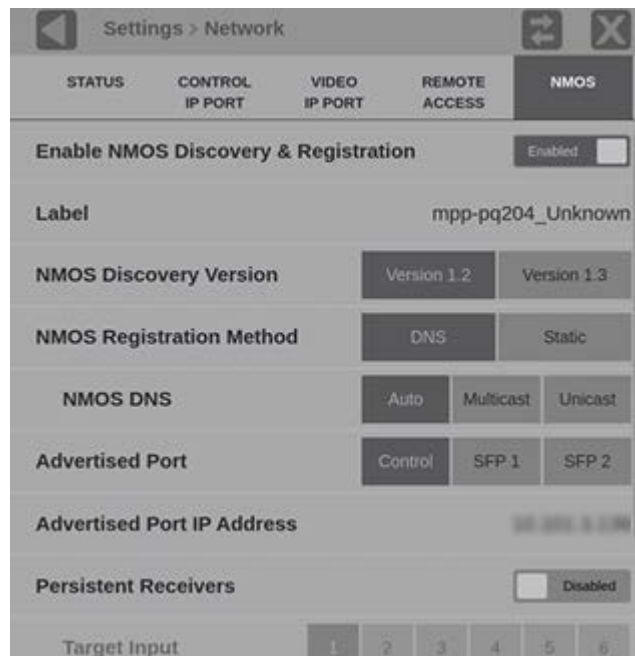 Settings > Network
STATUS
CONTROL
IP PORT
VIDEO
IP PORT
REMOTE
ACCESS
NMOS
Enable NMOS Discovery & Registration Enabled
Label mpp-pq204_Unknown
NMOS Discovery Version Version 1.2 Version 1.3
NMOS Registration Method DNS Static
NMOS DNS Auto Multicast Unicast
Advertised Port Control SFP 1 SFP 2
Advertised Port IP Address
Persistent Receivers Disabled
Target Input 1 2 3 4 5 6